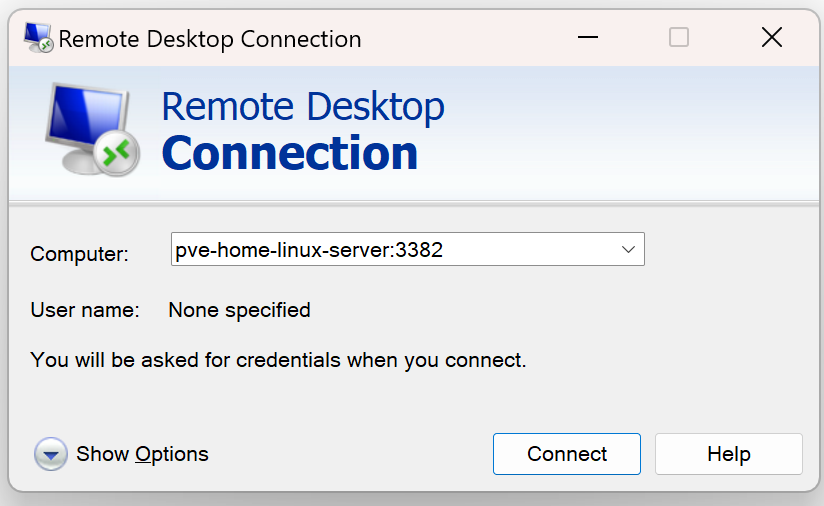 Remote Desktop Connection
Remote Desktop
Connection
Computer: pve-home-linux-server:3382
User name: None specified
You will be asked for credentials when you connect.
Show Options Connect Help